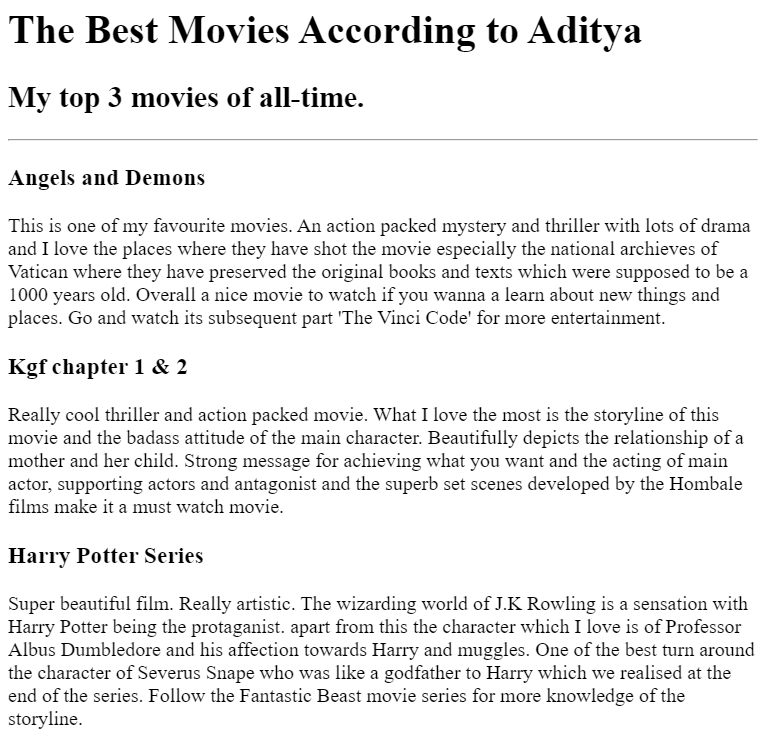 The Best Movies According to Aditya
My top 3 movies of all-time.
Angels and Demons
This is one of my favourite movies. An action packed mystery and thriller with lots of drama
and I love the places where they have shot the movie especially the national archieves of
Vatican where they have preserved the original books and texts which were supposed to be a
1000 years old. Overall a nice movie to watch if you wanna a learn about new things and
places. Go and watch its subsequent part 'The Vinci Code' for more entertainment.
Kgf chapter 1 & 2
Really cool thriller and action packed movie. What I love the most is the storyline of this
movie and the badass attitude of the main character. Beautifully depicts the relationship of a
mother and her child. Strong message for achieving what you want and the acting of main
actor, supporting actors and antagonist and the superb set scenes developed by the Hombale
films make it a must watch movie.
Harry Potter Series
Super beautiful film. Really artistic. The wizarding world of J.K Rowling is a sensation with
Harry Potter being the protaganist. apart from this the character which I love is of Professor
Albus Dumbledore and his affection towards Harry and muggles. One of the best turn around
the character of Severus Snape who was like a godfather to Harry which we realised at the
end of the series. Follow the Fantastic Beast movie series for more knowledge of the
storyline.